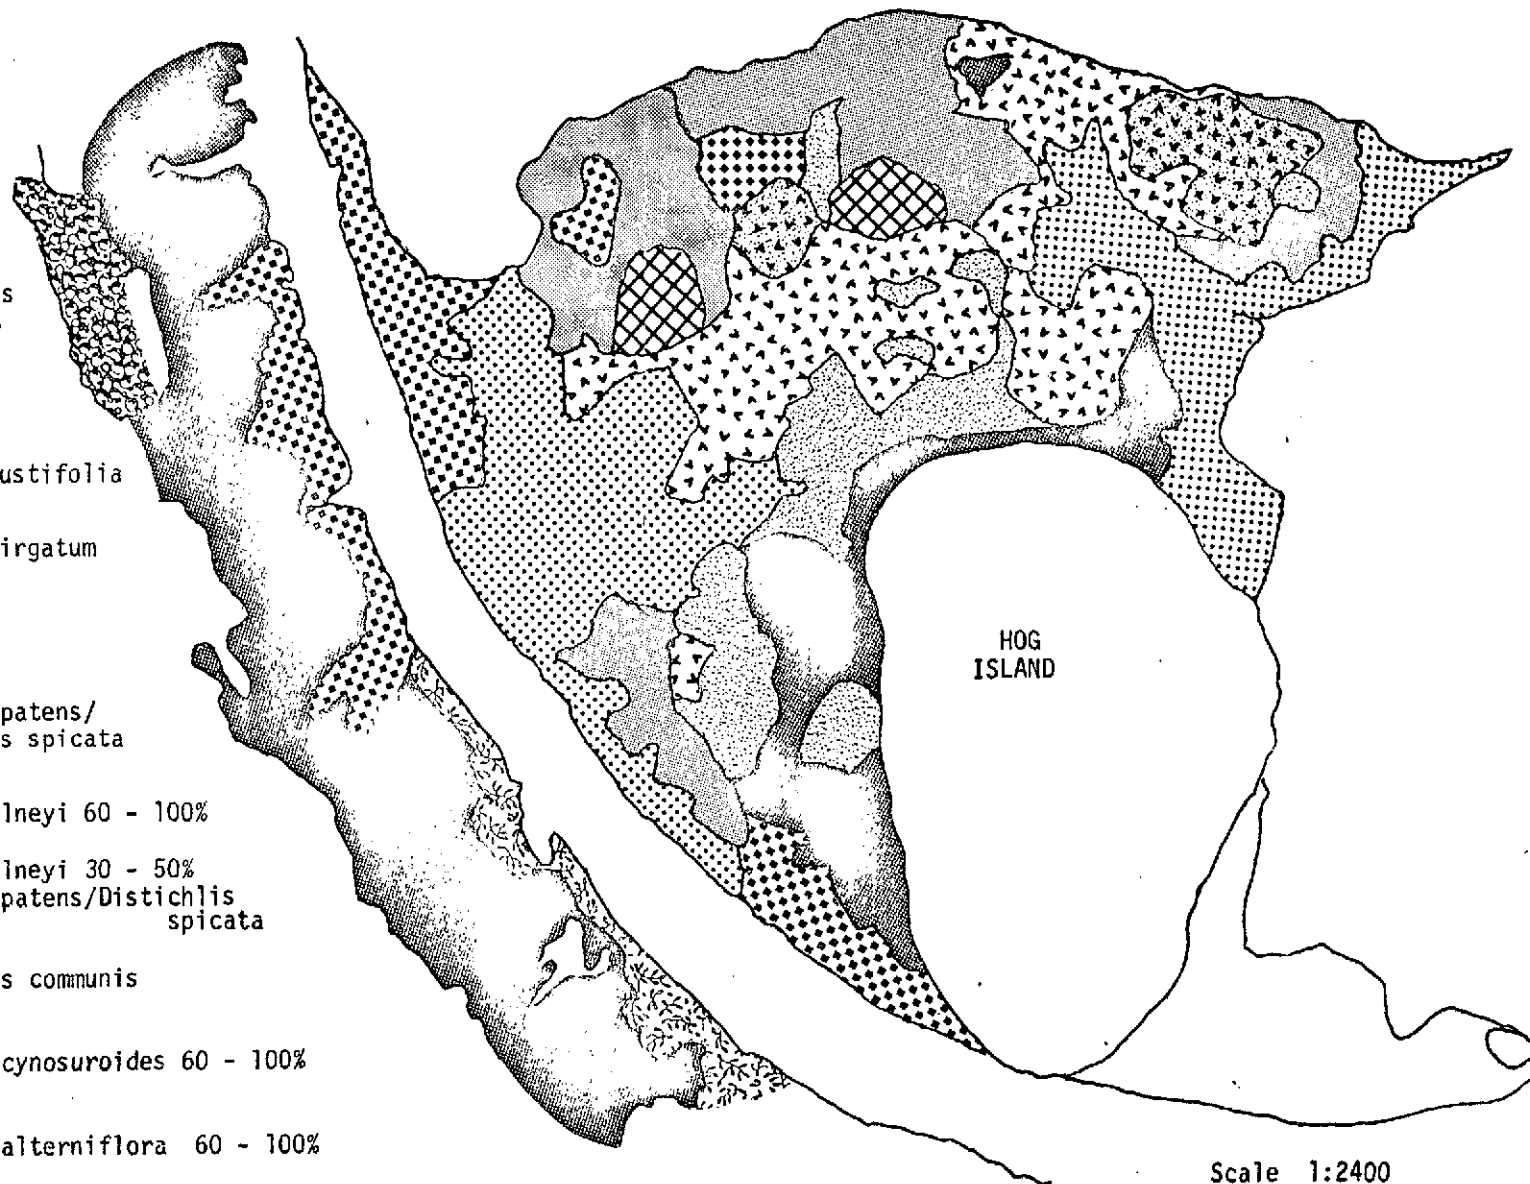 s
ustifolia
irgatum
patens/
s spicata
lneyi 60 - 100%
lneyi 30 - 50%
patens/Distichlis
spicata
s communis
cynosuroides 60 - 100%
alterniflora 60 - 100%
HOG
ISLAND
Scale 1:2400